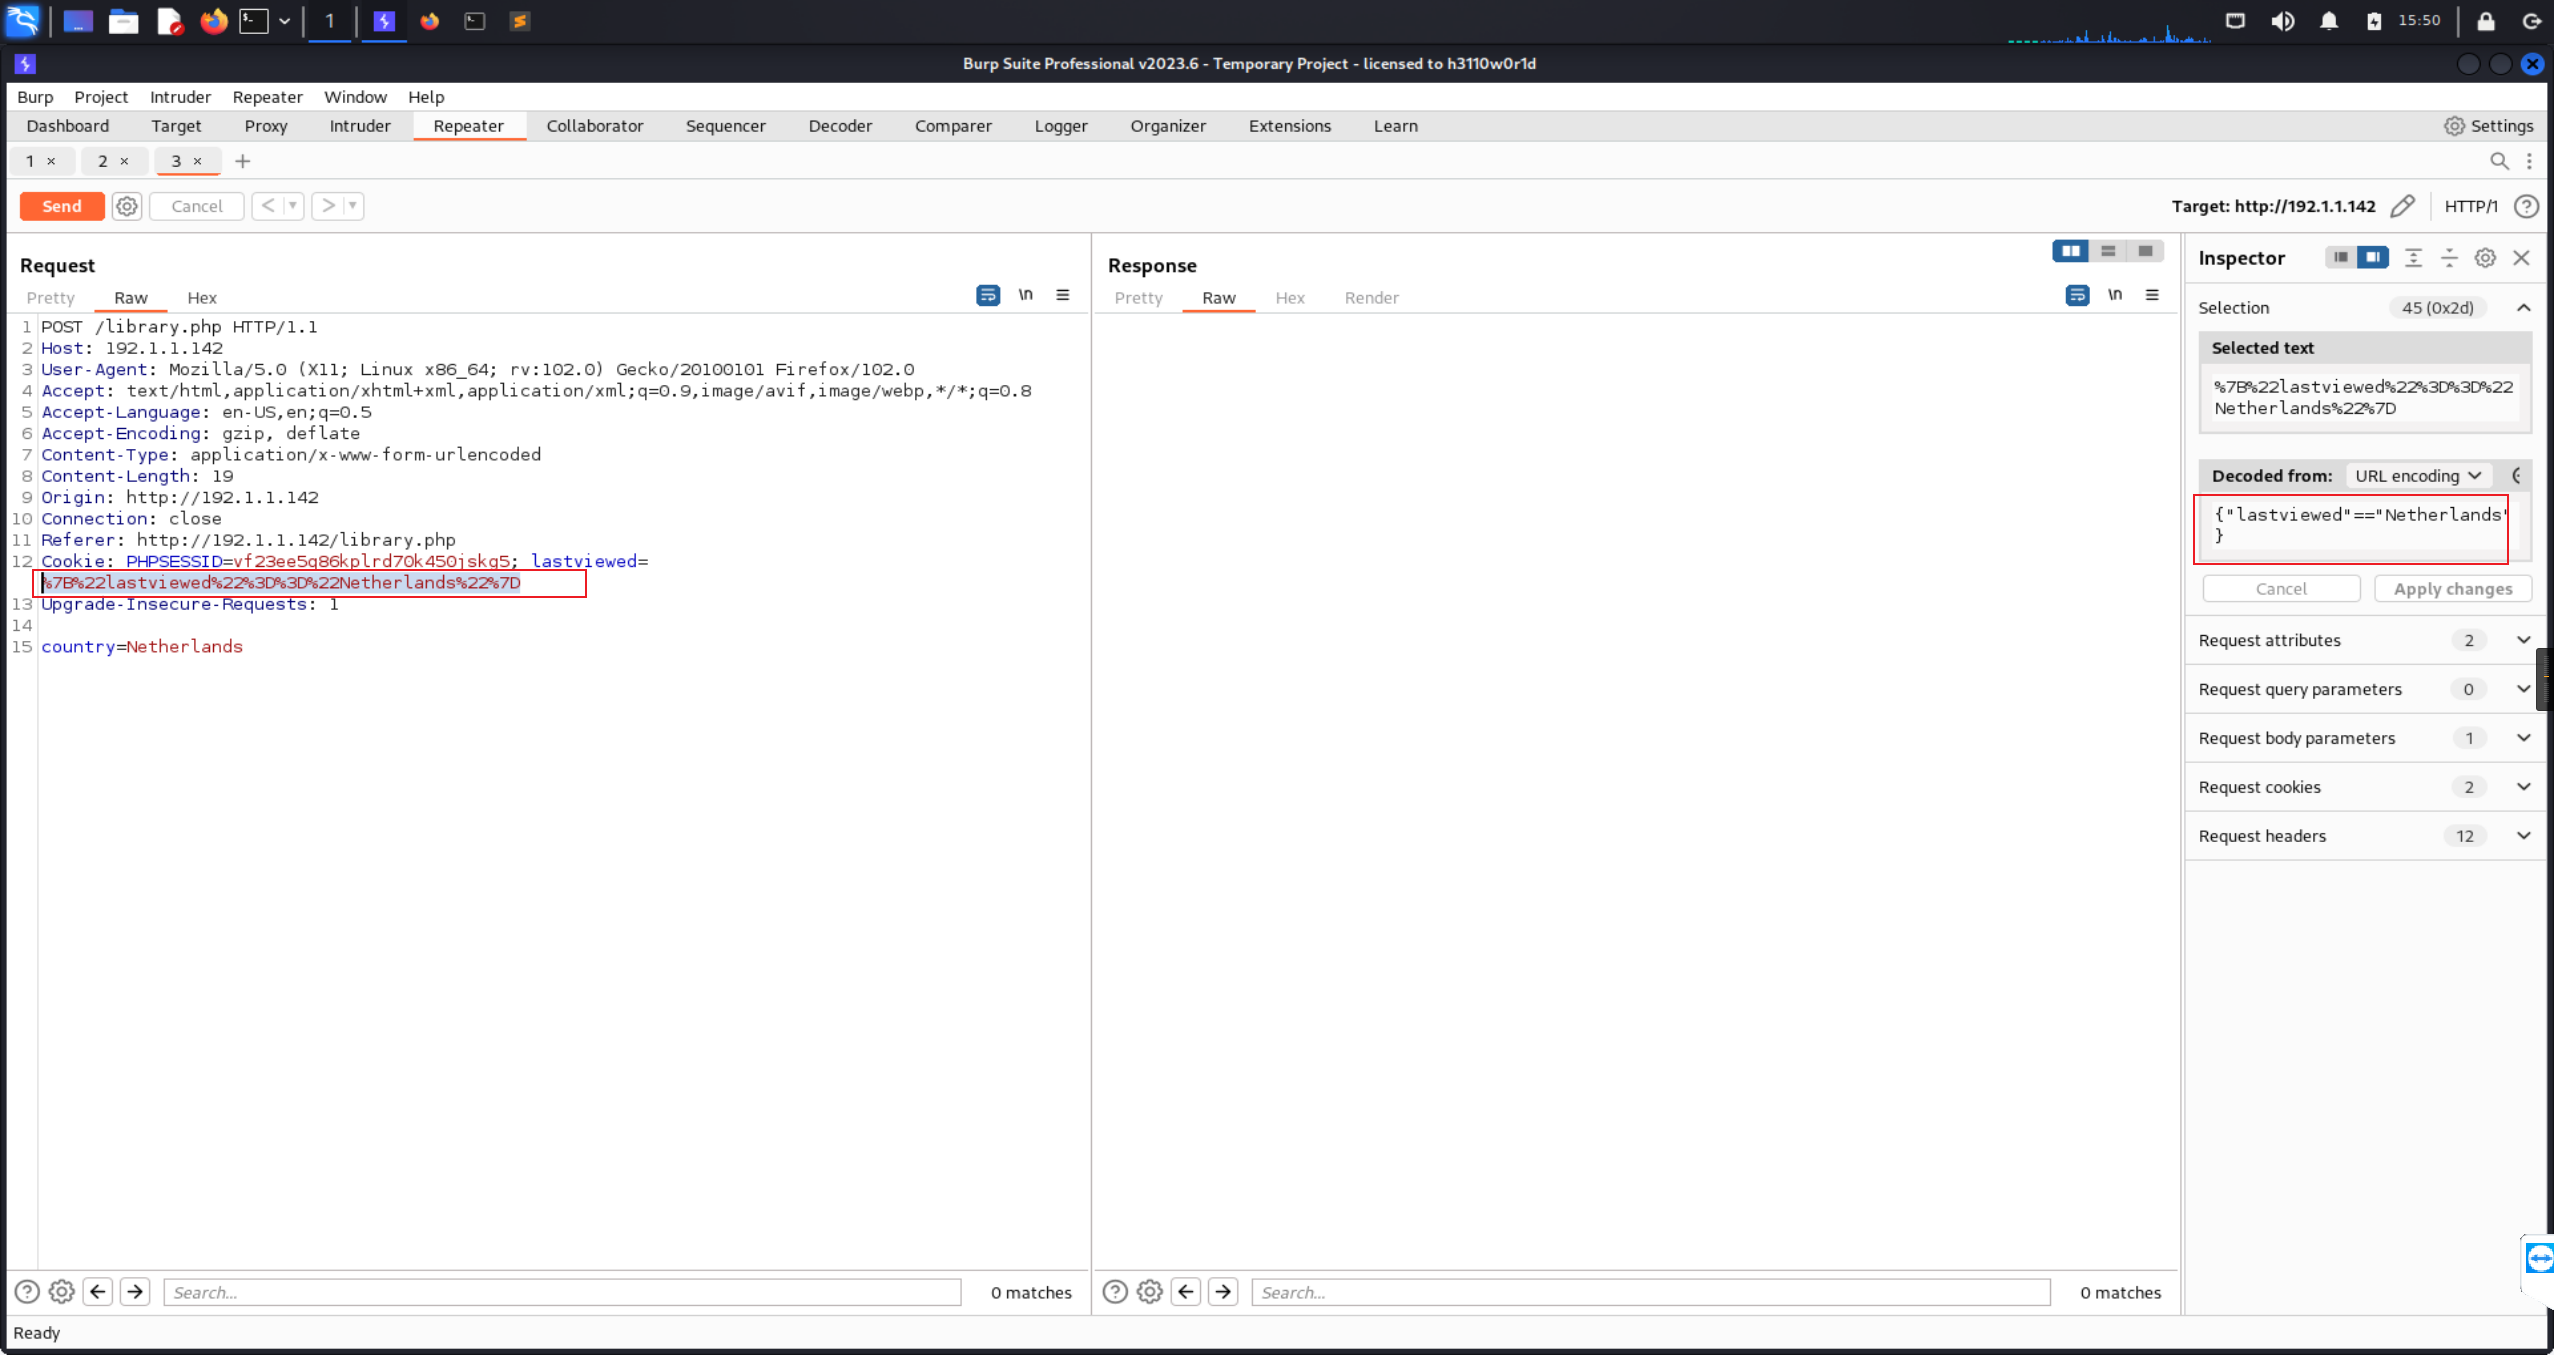 1
15:50
Burp Suite Professional v2023.6 - Temporary Project - licensed to h3110w0r1d
Burp Project Intruder Repeater Window Help
Dashboard Target Proxy Intruder Repeater Collaborator Sequencer Decoder Comparer Logger Organizer Extensions Learn Settings
1 × 2 × 3 × +
Send Cancel < > Target: http://192.1.1.142 HTTP/1 ?
Request
Pretty Raw Hex \n
1 POST /library.php HTTP/1.1
2 Host: 192.1.1.142
3 User-Agent: Mozilla/5.0 (X11; Linux x86_64; rv:102.0) Gecko/20100101 Firefox/102.0
4 Accept: text/html,application/xhtml+xml,application/xml;q=0.9,image/avif,image/webp,*/*;q=0.8
5 Accept-Language: en-US,en;q=0.5
6 Accept-Encoding: gzip, deflate
7 Content-Type: application/x-www-form-urlencoded
8 Content-Length: 19
9 Origin: http://192.1.1.142
10 Connection: close
11 Referer: http://192.1.1.142/library.php
12 Cookie: PHPSESSID=vf23ee5q86kplrd70k450jskg5; lastviewed=
%7B%22lastviewed%22%3D%3D%22Netherlands%22%7D
13 Upgrade-Insecure-Requests: 1
14
15 country=Netherlands
Search...
0 matches
Response
Pretty Raw Hex Render \n
Search...
0 matches
Inspector
Selection 45 (0x2d)
Selected text
%7B%22lastviewed%22%3D%3D%22
Netherlands%22%7D
Decoded from: URL encoding
{"lastviewed"=="Netherlands"
}
Cancel Apply changes
Request attributes 2
Request query parameters 0
Request body parameters 1
Request cookies 2
Request headers 12
Ready